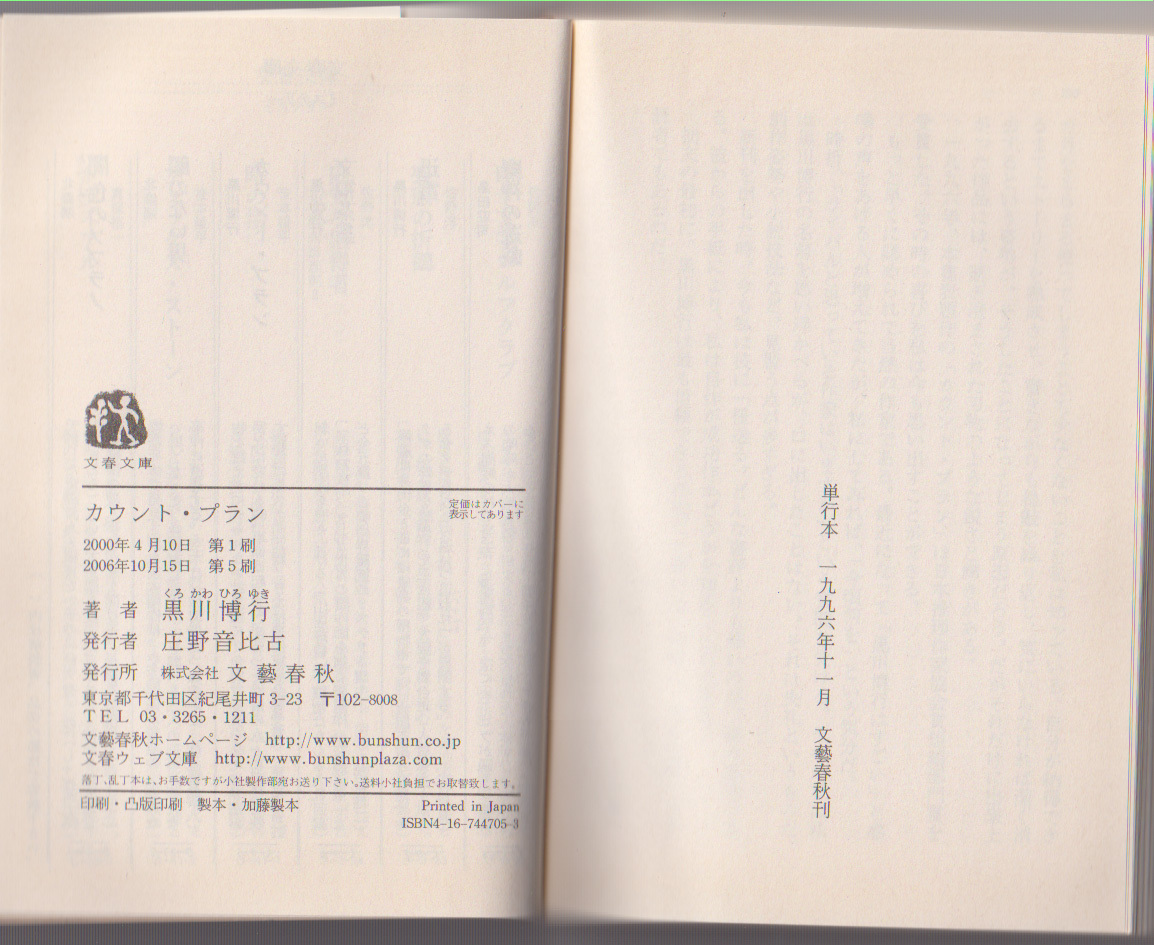 単行本 一九九六年十一月 文藝春秋刊
文春文庫
カウント・プラン
定価はカバーに
表示してあります
2000年4月10日 第1刷
2006年10月15日 第5刷
くろ かわ ひろ ゆき
著 者 黒川博行
発行者 庄野音比古
発行所 株式会社 文藝春秋
東京都千代田区紀尾井町 3-23 〒102-8008
TEL 03・3265・1211
文藝春秋ホームページ http://www.bunshun.co.jp
文春ウェブ文庫 http://www.bunshunplaza.com
落丁、乱丁本は、お手数ですが小社製作部宛お送り下さい。送料小社負担でお取替致します。
印刷・凸版印刷 製本・加藤製本
Printed in Japan
ISBN4-16-744705-3